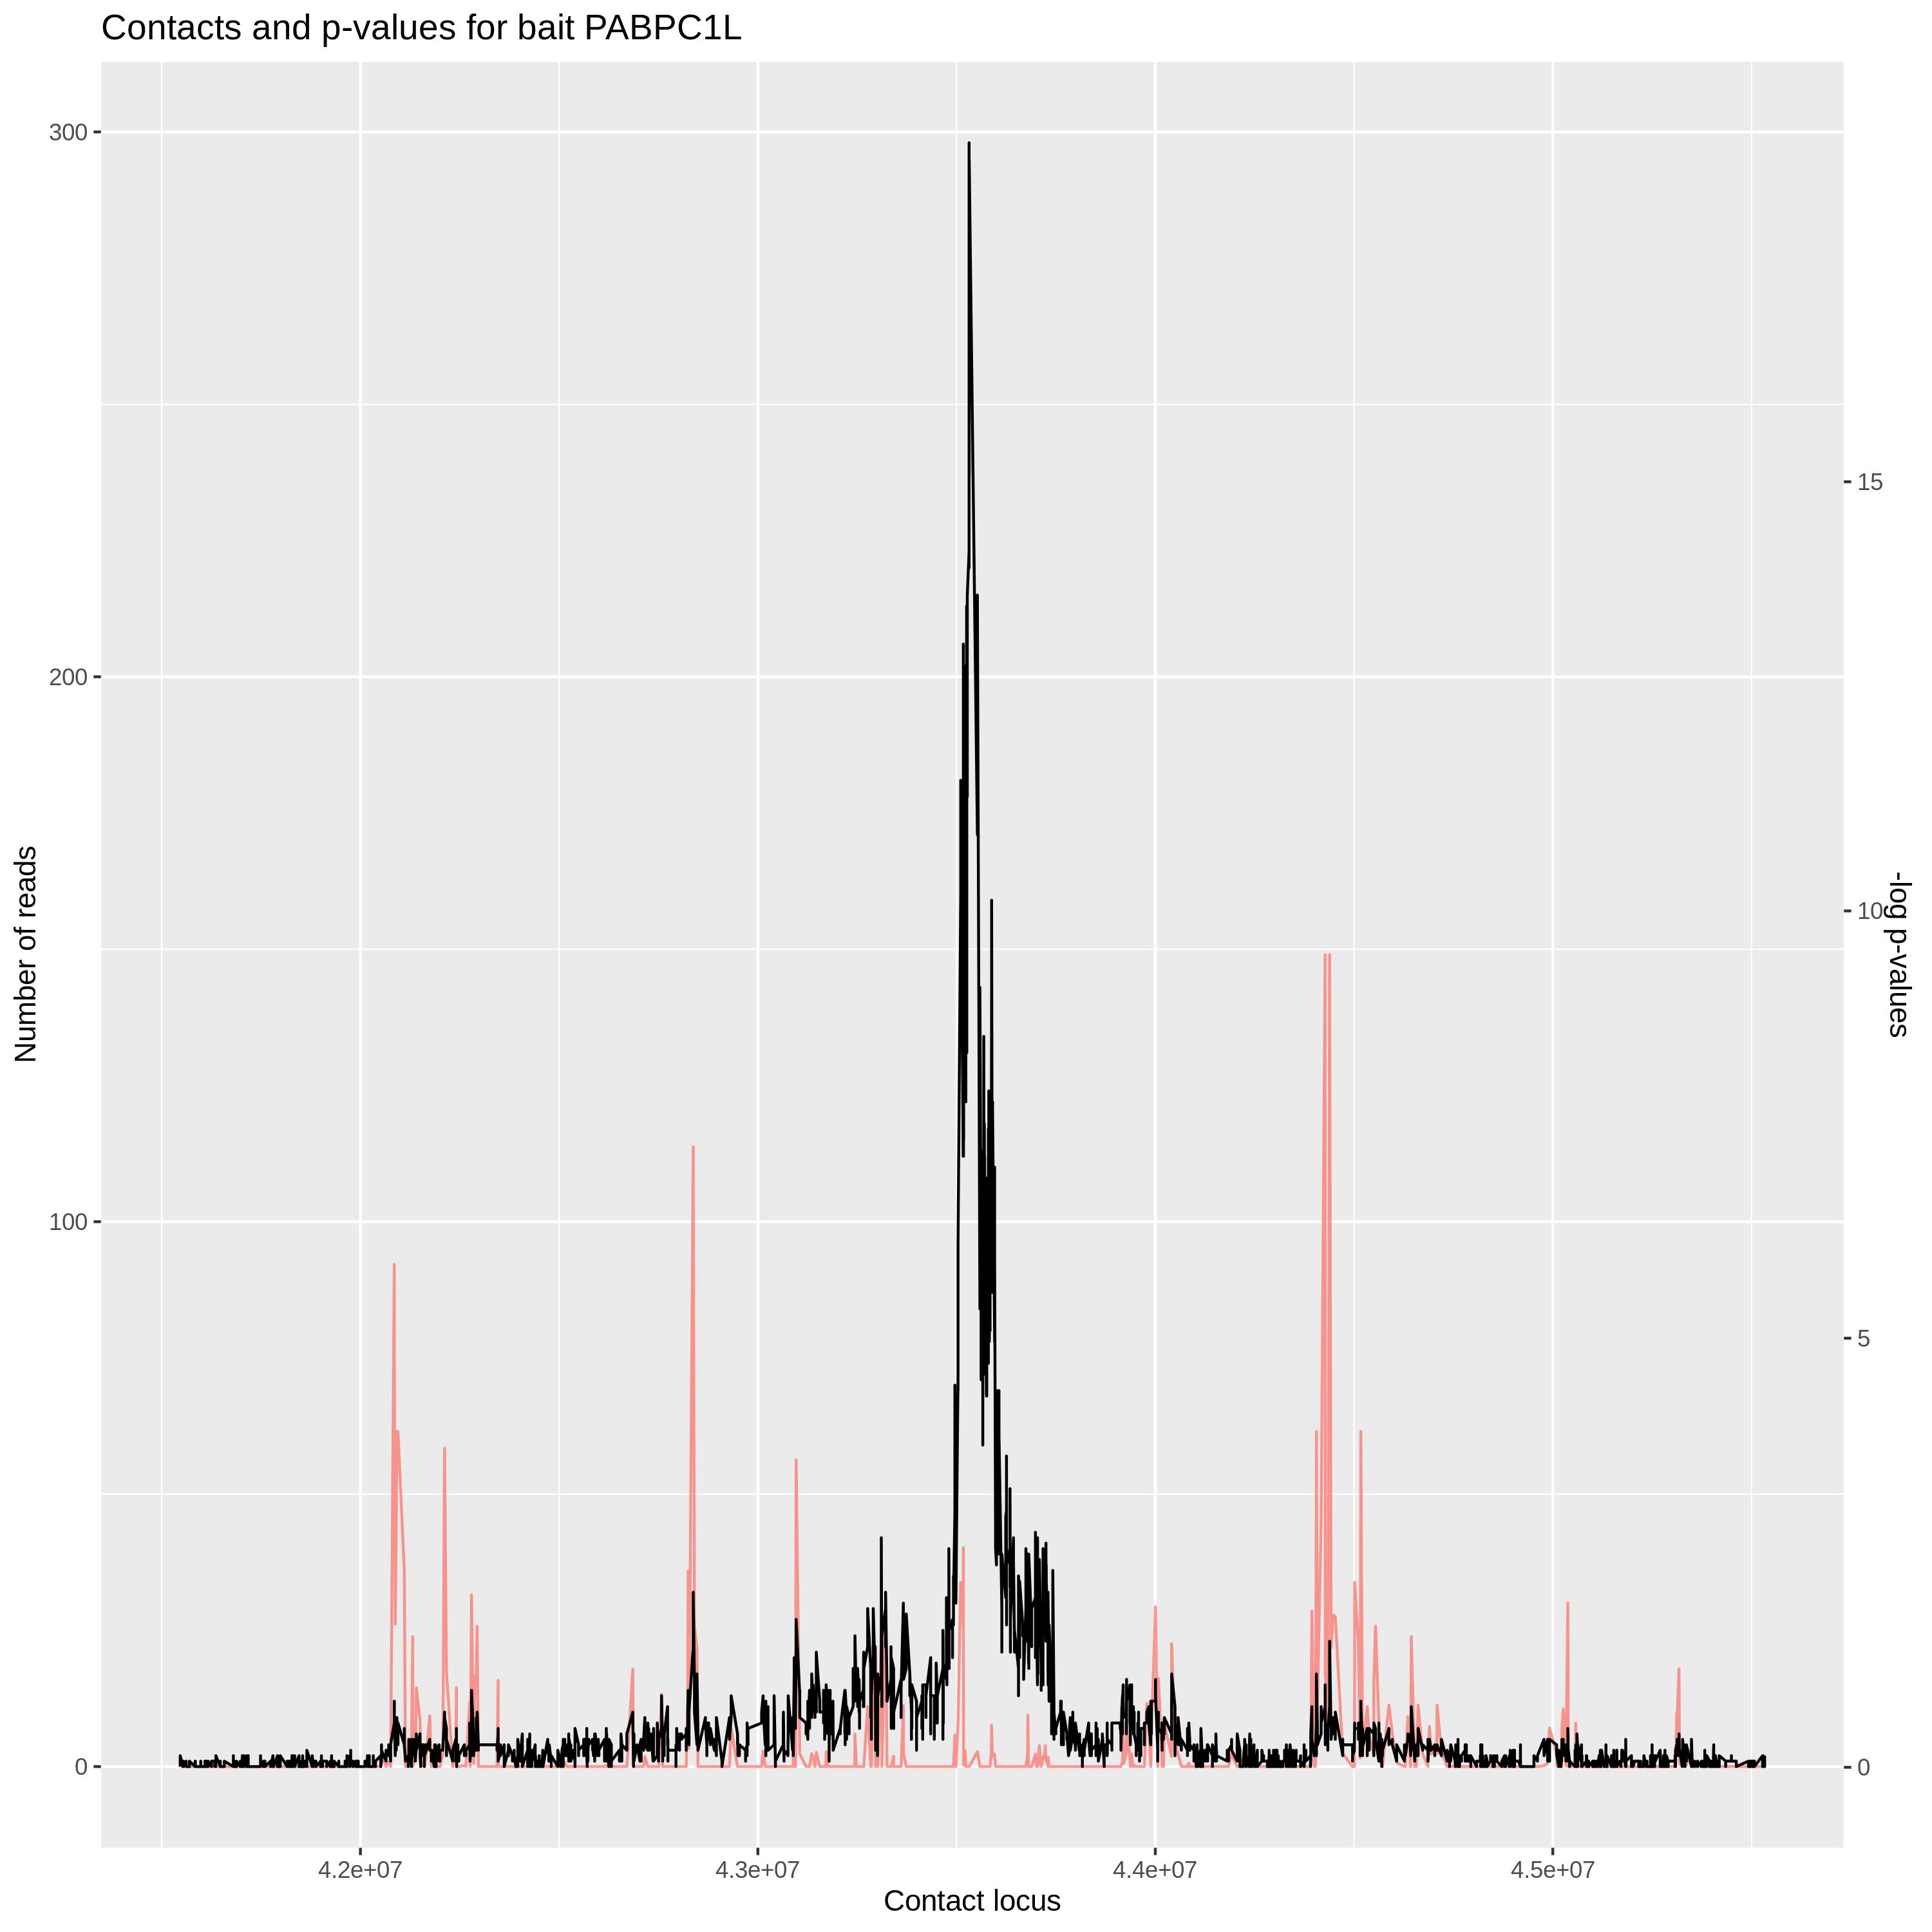 Contacts and p-values for bait PABPC1L
300
200
100
0
Number of reads
15
10
5
0
-log p-values
4.2e+07
4.3e+07
4.4e+07
4.5e+07
Contact locus